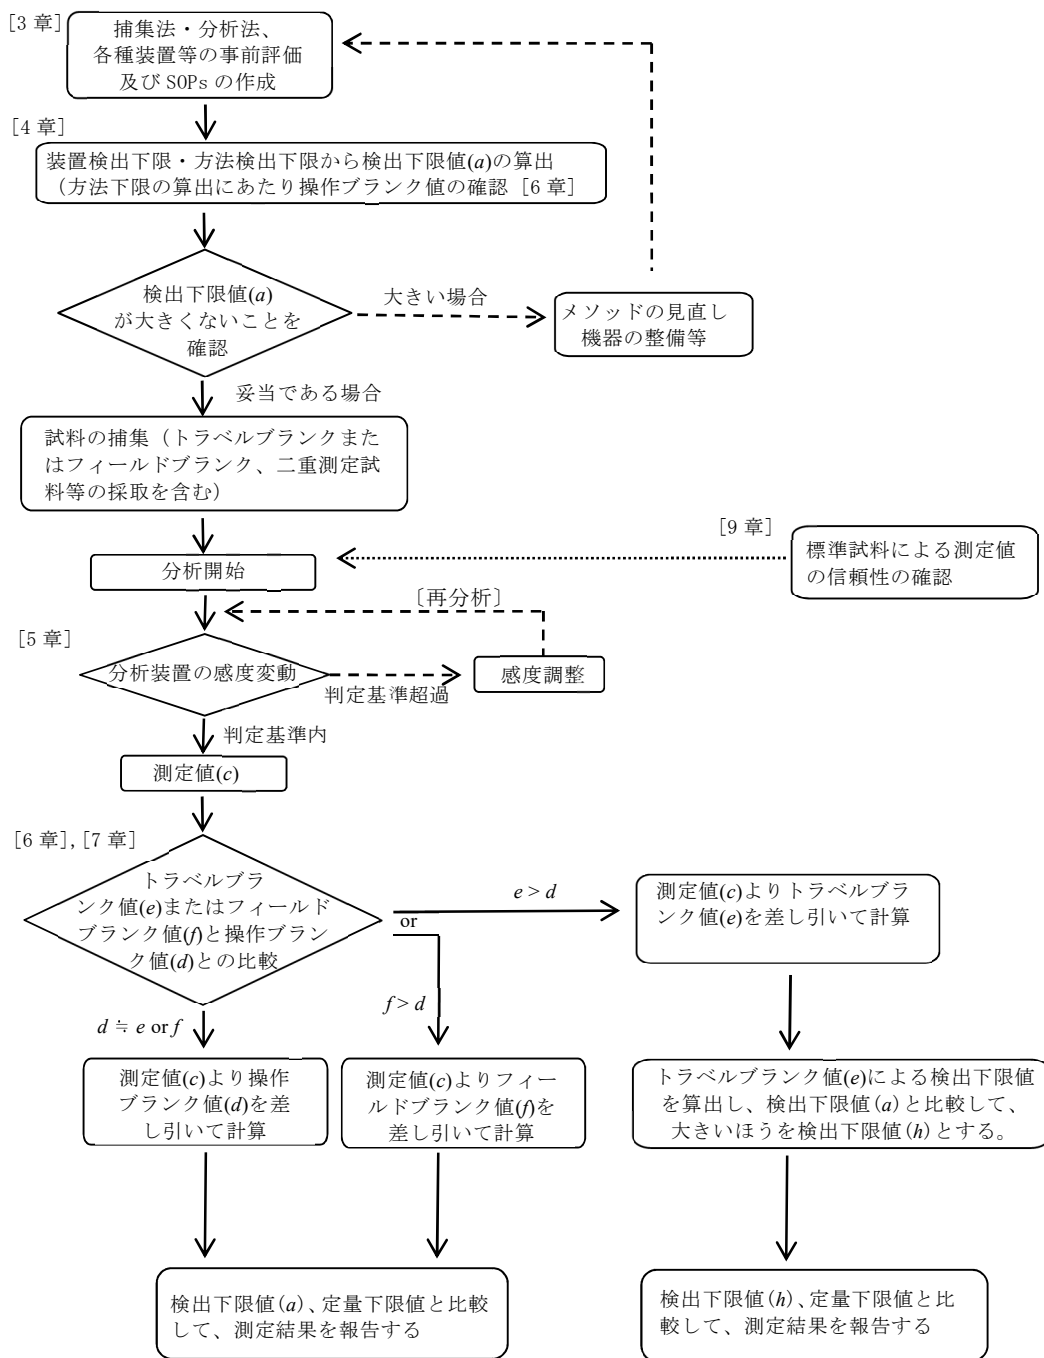 [3 章]
捕集法・分析法、
各種装置等の事前評価
及び SOPs の作成
[4 章]
装置検出下限・方法検出下限から検出下限値(a)の算出
（方法下限の算出にあたり操作ブランク値の確認 [6 章]
検出下限値(a)
が大きくないことを
確認
大きい場合
メソッドの見直し
機器の整備等
妥当である場合
試料の捕集（トラベルブランクまた
はフィールドブランク、二重測定試
料等の採取を含む）
[9 章]
標準試料による測定値
の信頼性の確認
分析開始
〔再分析〕
[5 章]
分析装置の感度変動
判定基準超過
感度調整
判定基準内
測定値(c)
[6 章], [7 章]
トラベルブラ
ンク値(e)またはフィールド
ブランク値(f)と操作ブラン
ク値(d)との比較
e > d
or
測定値(c)よりトラベルブラ
ンク値(e)を差し引いて計算
f > d
d ≒ e or f
測定値(c)より操作
ブランク値(d)を差
し引いて計算
測定値(c)よりフィー
ルドブランク値(f)を
差し引いて計算
トラベルブランク値(e)による検出下限値
を算出し、検出下限値(a)と比較して、
大きいほうを検出下限値(h)とする。
検出下限値(a)、定量下限値と比較
して、測定結果を報告する
検出下限値(h)、定量下限値と比
較して、測定結果を報告する